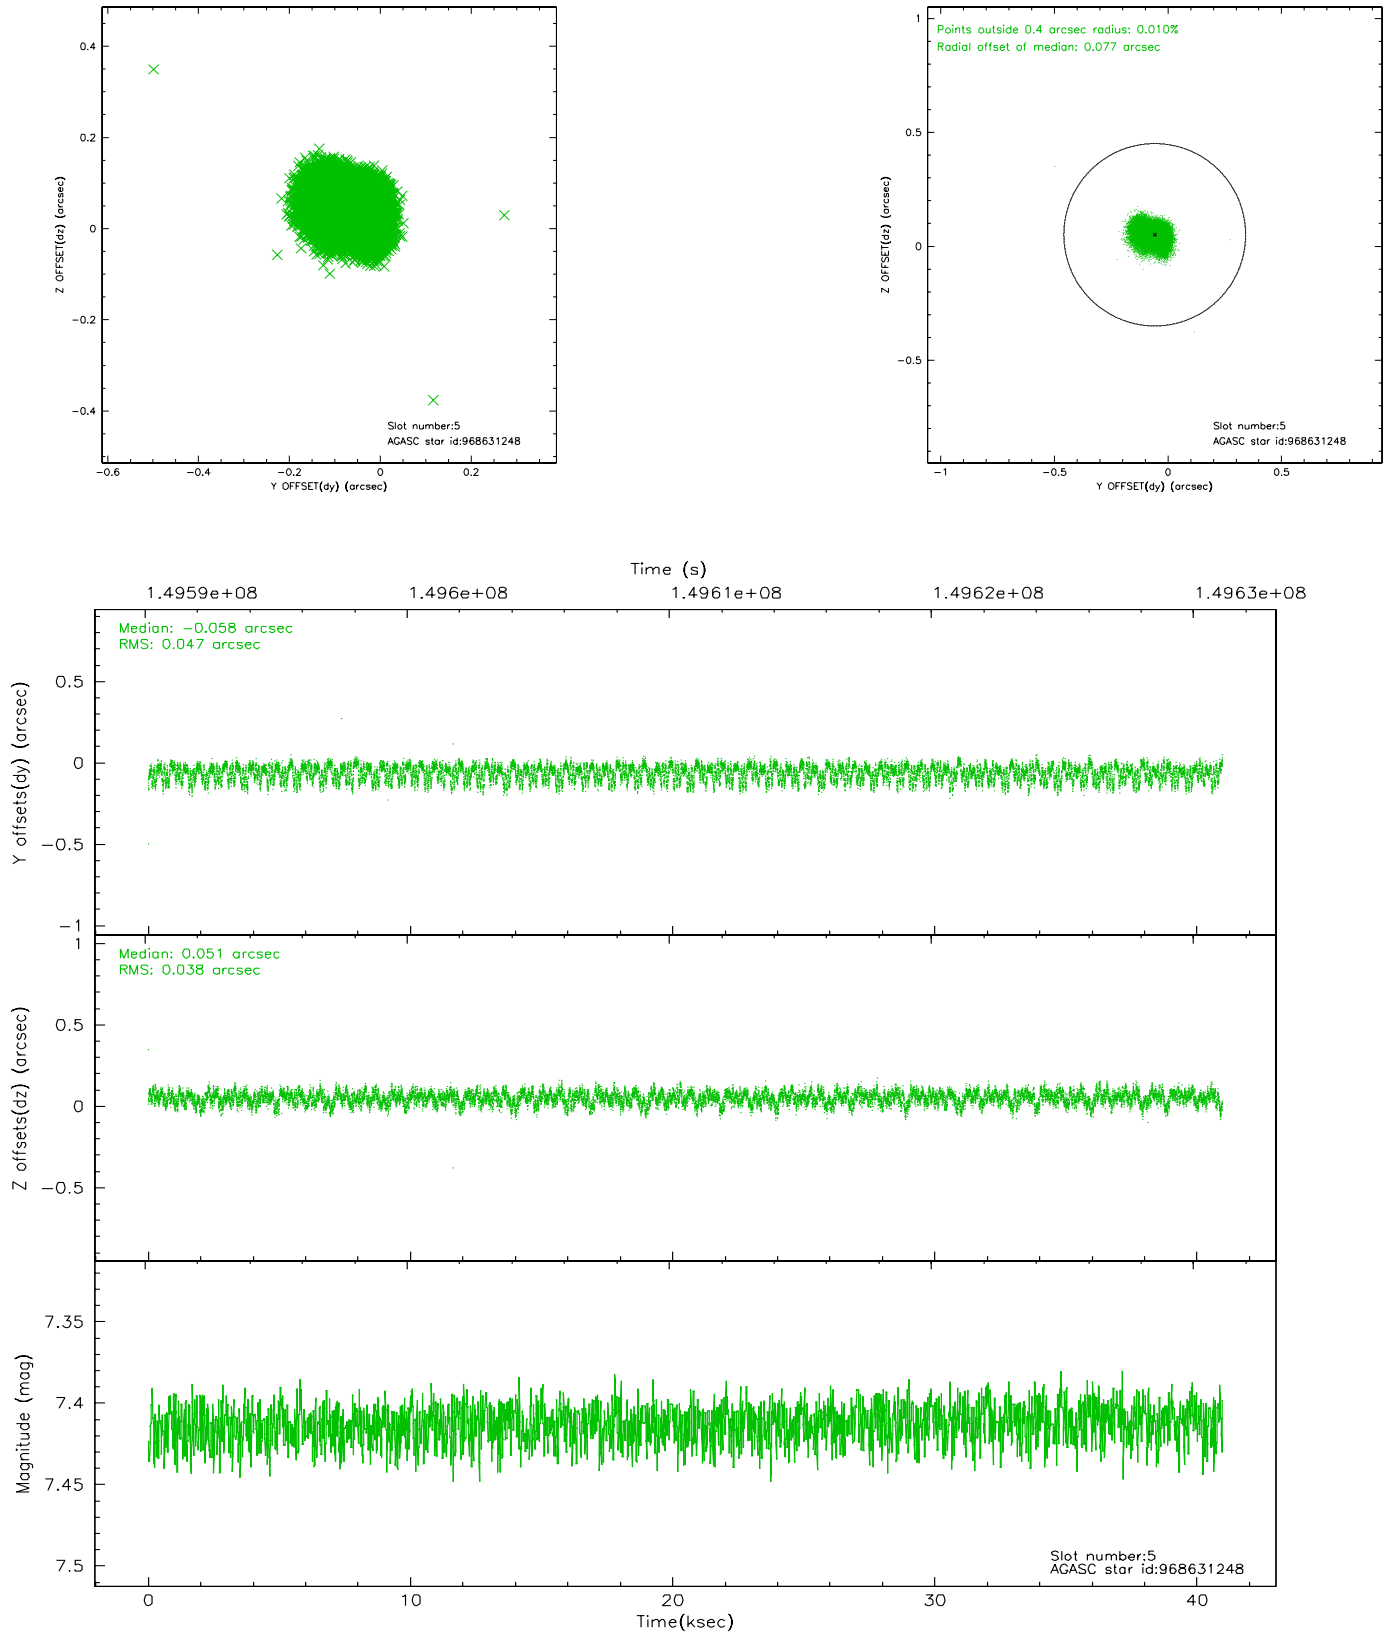 0.4
0.2
0
−0.2
−0.4
Z OFFSET(dz) (arcsec)
−0.6 −0.4 −0.2 0 0.2
Y OFFSET(dy) (arcsec)
Slot number:5
AGASC star id:968631248
Points outside 0.4 arcsec radius: 0.010%
Radial offset of median: 0.077 arcsec
1
0.5
0
−0.5
Z OFFSET(dz) (arcsec)
−1 −0.5 0 0.5
Y OFFSET(dy) (arcsec)
Slot number:5
AGASC star id:968631248
Time (s)
1.4959e+08 1.496e+08 1.4961e+08 1.4962e+08 1.4963e+08
Median: −0.058 arcsec
RMS: 0.047 arcsec
0.5
0
−0.5
−1
Y offsets(dy) (arcsec)
Median: 0.051 arcsec
RMS: 0.038 arcsec
1
0.5
0
−0.5
Z offsets(dz) (arcsec)
7.35
7.4
7.45
7.5
Magnitude (mag)
Slot number:5
AGASC star id:968631248
0 10 20 30 40
Time(ksec)